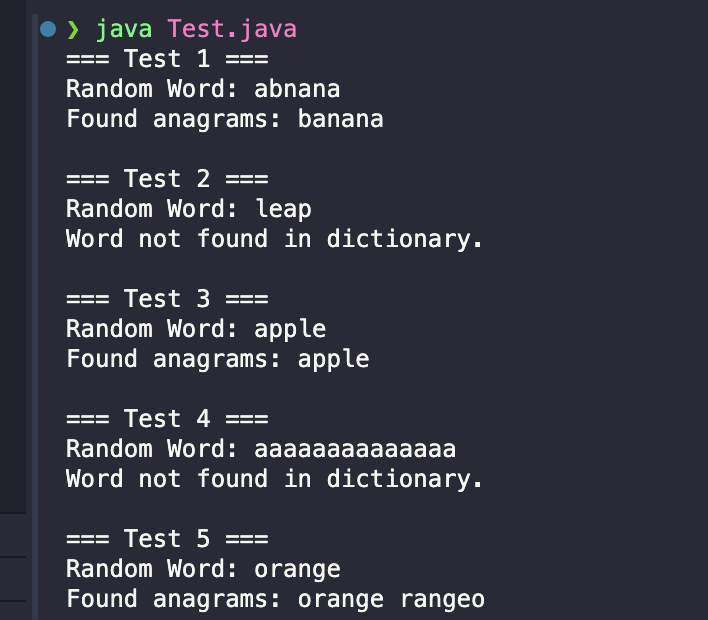 ❯ java Test.java
=== Test 1 ===
Random Word: abnana
Found anagrams: banana
=== Test 2 ===
Random Word: leap
Word not found in dictionary.
=== Test 3 ===
Random Word: apple
Found anagrams: apple
=== Test 4 ===
Random Word: aaaaaaaaaaaaaa
Word not found in dictionary.
=== Test 5 ===
Random Word: orange
Found anagrams: orange rangeo